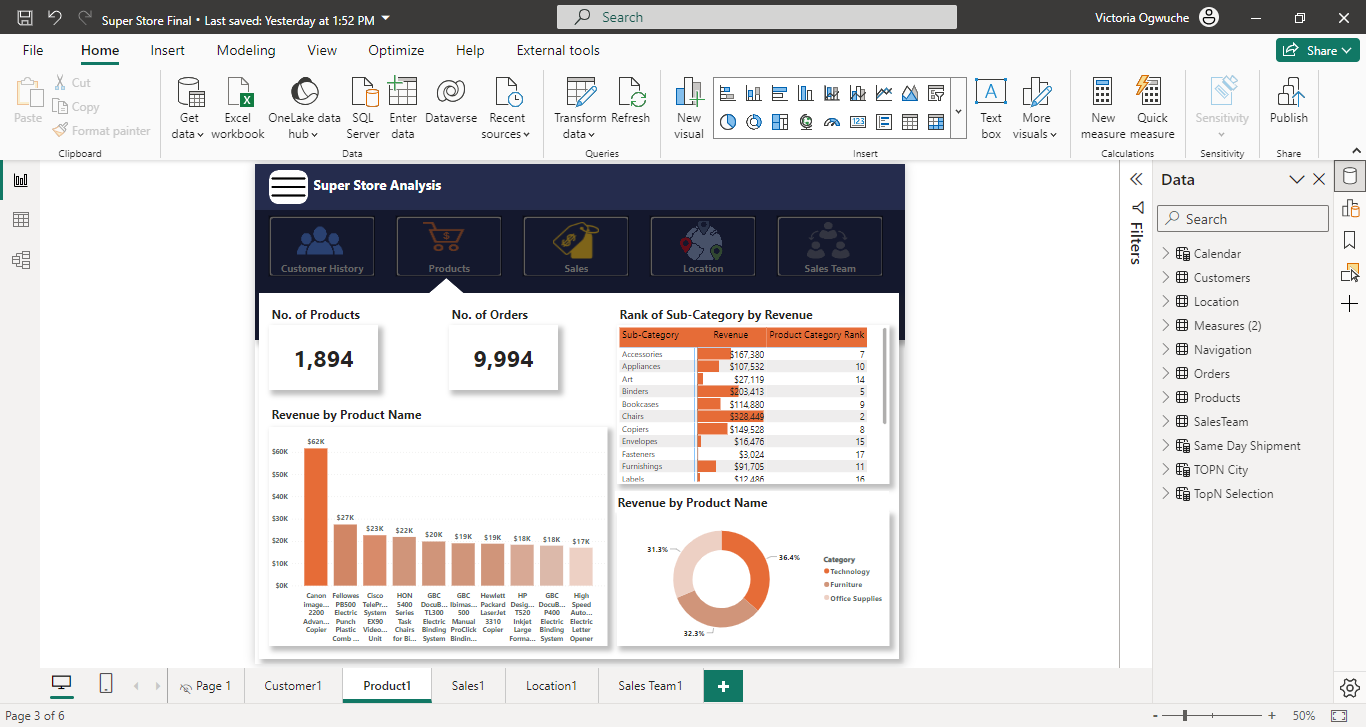 Super Store Final • Last saved: Yesterday at 1:52 PM
Search
Victoria Ogwuche
File Home Insert Modeling View Optimize Help External tools
Share
Paste
Cut
Copy
Format painter
Clipboard
Get data
Excel workbook
OneLake data hub
SQL Server
Enter data
Dataverse
Recent sources
Data
Transform data
Refresh
Queries
New visual
123
A
Text box
More visuals
Insert
New measure
Quick measure
Calculations
Sensitivity
Sensitivity
Publish
Share
Super Store Analysis
Customer History
Products
Sales
Location
Sales Team
No. of Products
1,894
No. of Orders
9,994
Revenue by Product Name
$60K
$50K
$40K
$30K
$20K
$10K
$0K
$62K
$27K
$23K
$22K
$20K
$19K
$19K
$18K
$18K
$17K
Canon image... 2200 Advan... Copier
Fellowes PB500 Electric Punch Plastic Comb ...
Cisco TelePr... System EX90 Video... Unit
HON 5400 Series Task Chairs for Bi...
GBC DocuB... TL300 Electric Binding System
GBC Ibimas... 500 Manual ProClick Bindin...
Hewlett Packard LaserJet 3310 Copier
HP Desig... T520 Inkjet Large Forma...
GBC DocuB... P400 Electric Binding System
High Speed Auto... Electric Letter Opener
Rank of Sub-Category by Revenue
Sub-Category Revenue Product Category Rank
Accessories $167,380 7
Appliances $107,532 10
Art $27,119 14
Binders $203,413 5
Bookcases $114,880 9
Chairs $328,449 2
Copiers $149,528 8
Envelopes $16,476 15
Fasteners $3,024 17
Furnishings $91,705 11
Labels $12,486 16
Revenue by Product Name
31.3%
36.4%
32.3%
Category
Technology
Furniture
Office Supplies
Filters
Data
Search
Calendar
Customers
Location
Measures (2)
Navigation
Orders
Products
SalesTeam
Same Day Shipment
TOPN City
TopN Selection
Page 1
Customer1
Product1
Sales1
Location1
Sales Team1
+
Page 3 of 6
- + 50%